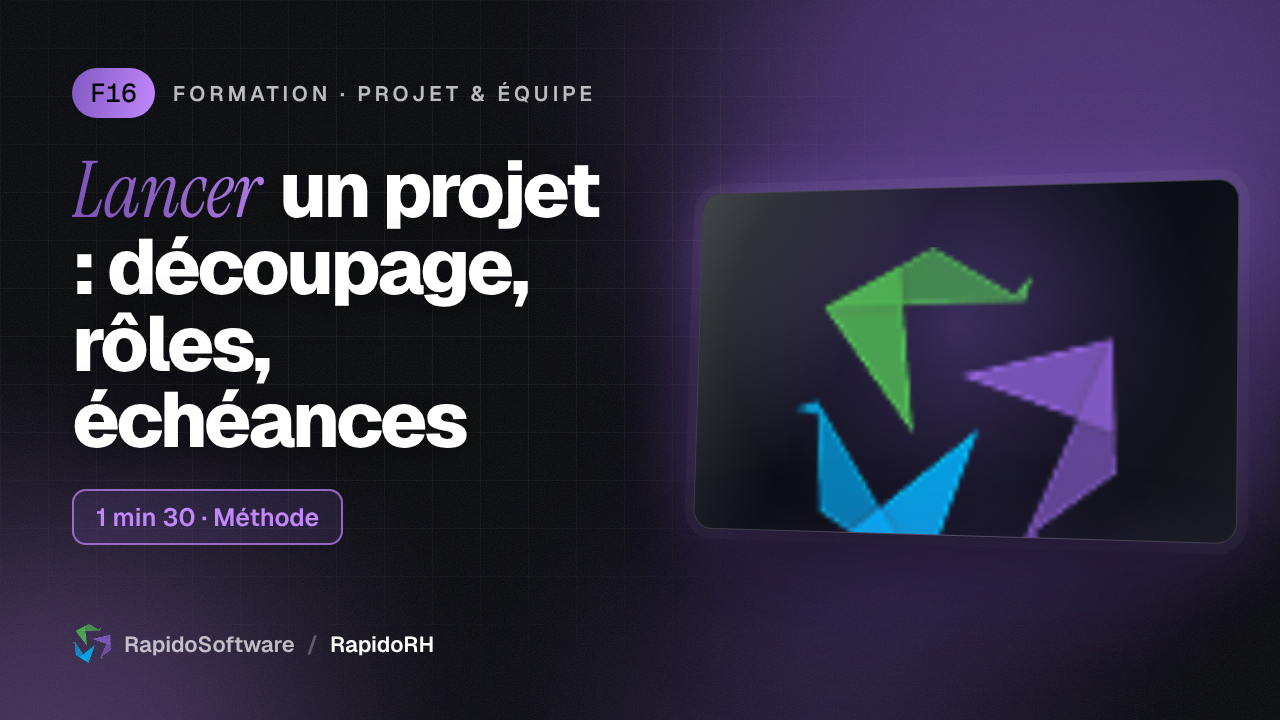 F16 FORMATION · PROJET & ÉQUIPE
Lancer un projet
: découpage,
rôles,
échéances
1 min 30 · Méthode
RapidoSoftware / RapidoRH